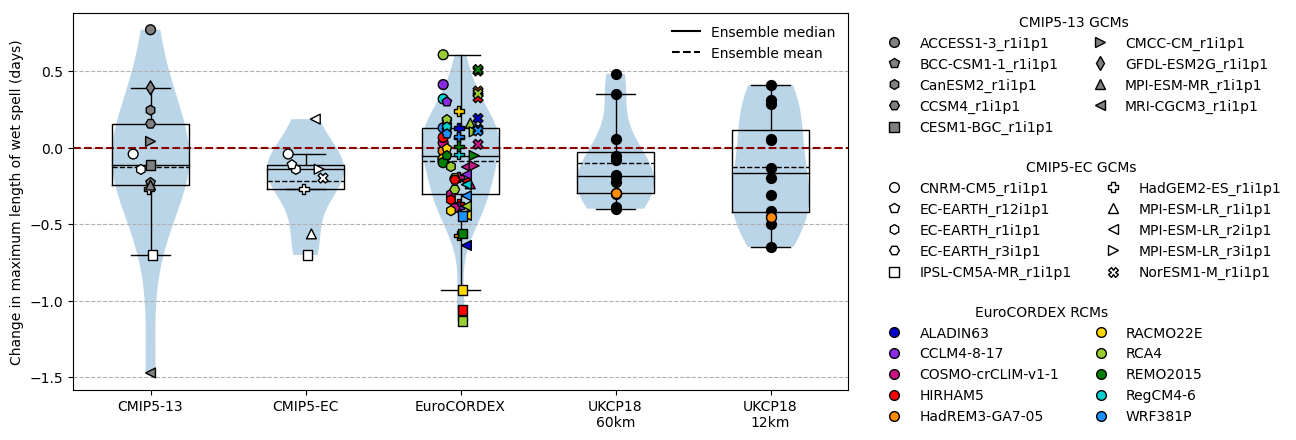 Change in maximum length of wet spell (days)
0.5
0.0
−0.5
−1.0
−1.5
Ensemble median
Ensemble mean
CMIP5-13
CMIP5-EC
EuroCORDEX
UKCP18
60km
UKCP18
12km
CMIP5-13 GCMs
ACCESS1-3_r1i1p1
BCC-CSM1-1_r1i1p1
CanESM2_r1i1p1
CCSM4_r1i1p1
CESM1-BGC_r1i1p1
CMCC-CM_r1i1p1
GFDL-ESM2G_r1i1p1
MPI-ESM-MR_r1i1p1
MRI-CGCM3_r1i1p1
CMIP5-EC GCMs
CNRM-CM5_r1i1p1
EC-EARTH_r12i1p1
EC-EARTH_r1i1p1
EC-EARTH_r3i1p1
IPSL-CM5A-MR_r1i1p1
HadGEM2-ES_r1i1p1
MPI-ESM-LR_r1i1p1
MPI-ESM-LR_r2i1p1
MPI-ESM-LR_r3i1p1
NorESM1-M_r1i1p1
EuroCORDEX RCMs
ALADIN63
CCLM4-8-17
COSMO-crCLIM-v1-1
HIRHAM5
HadREM3-GA7-05
RACMO22E
RCA4
REMO2015
RegCM4-6
WRF381P